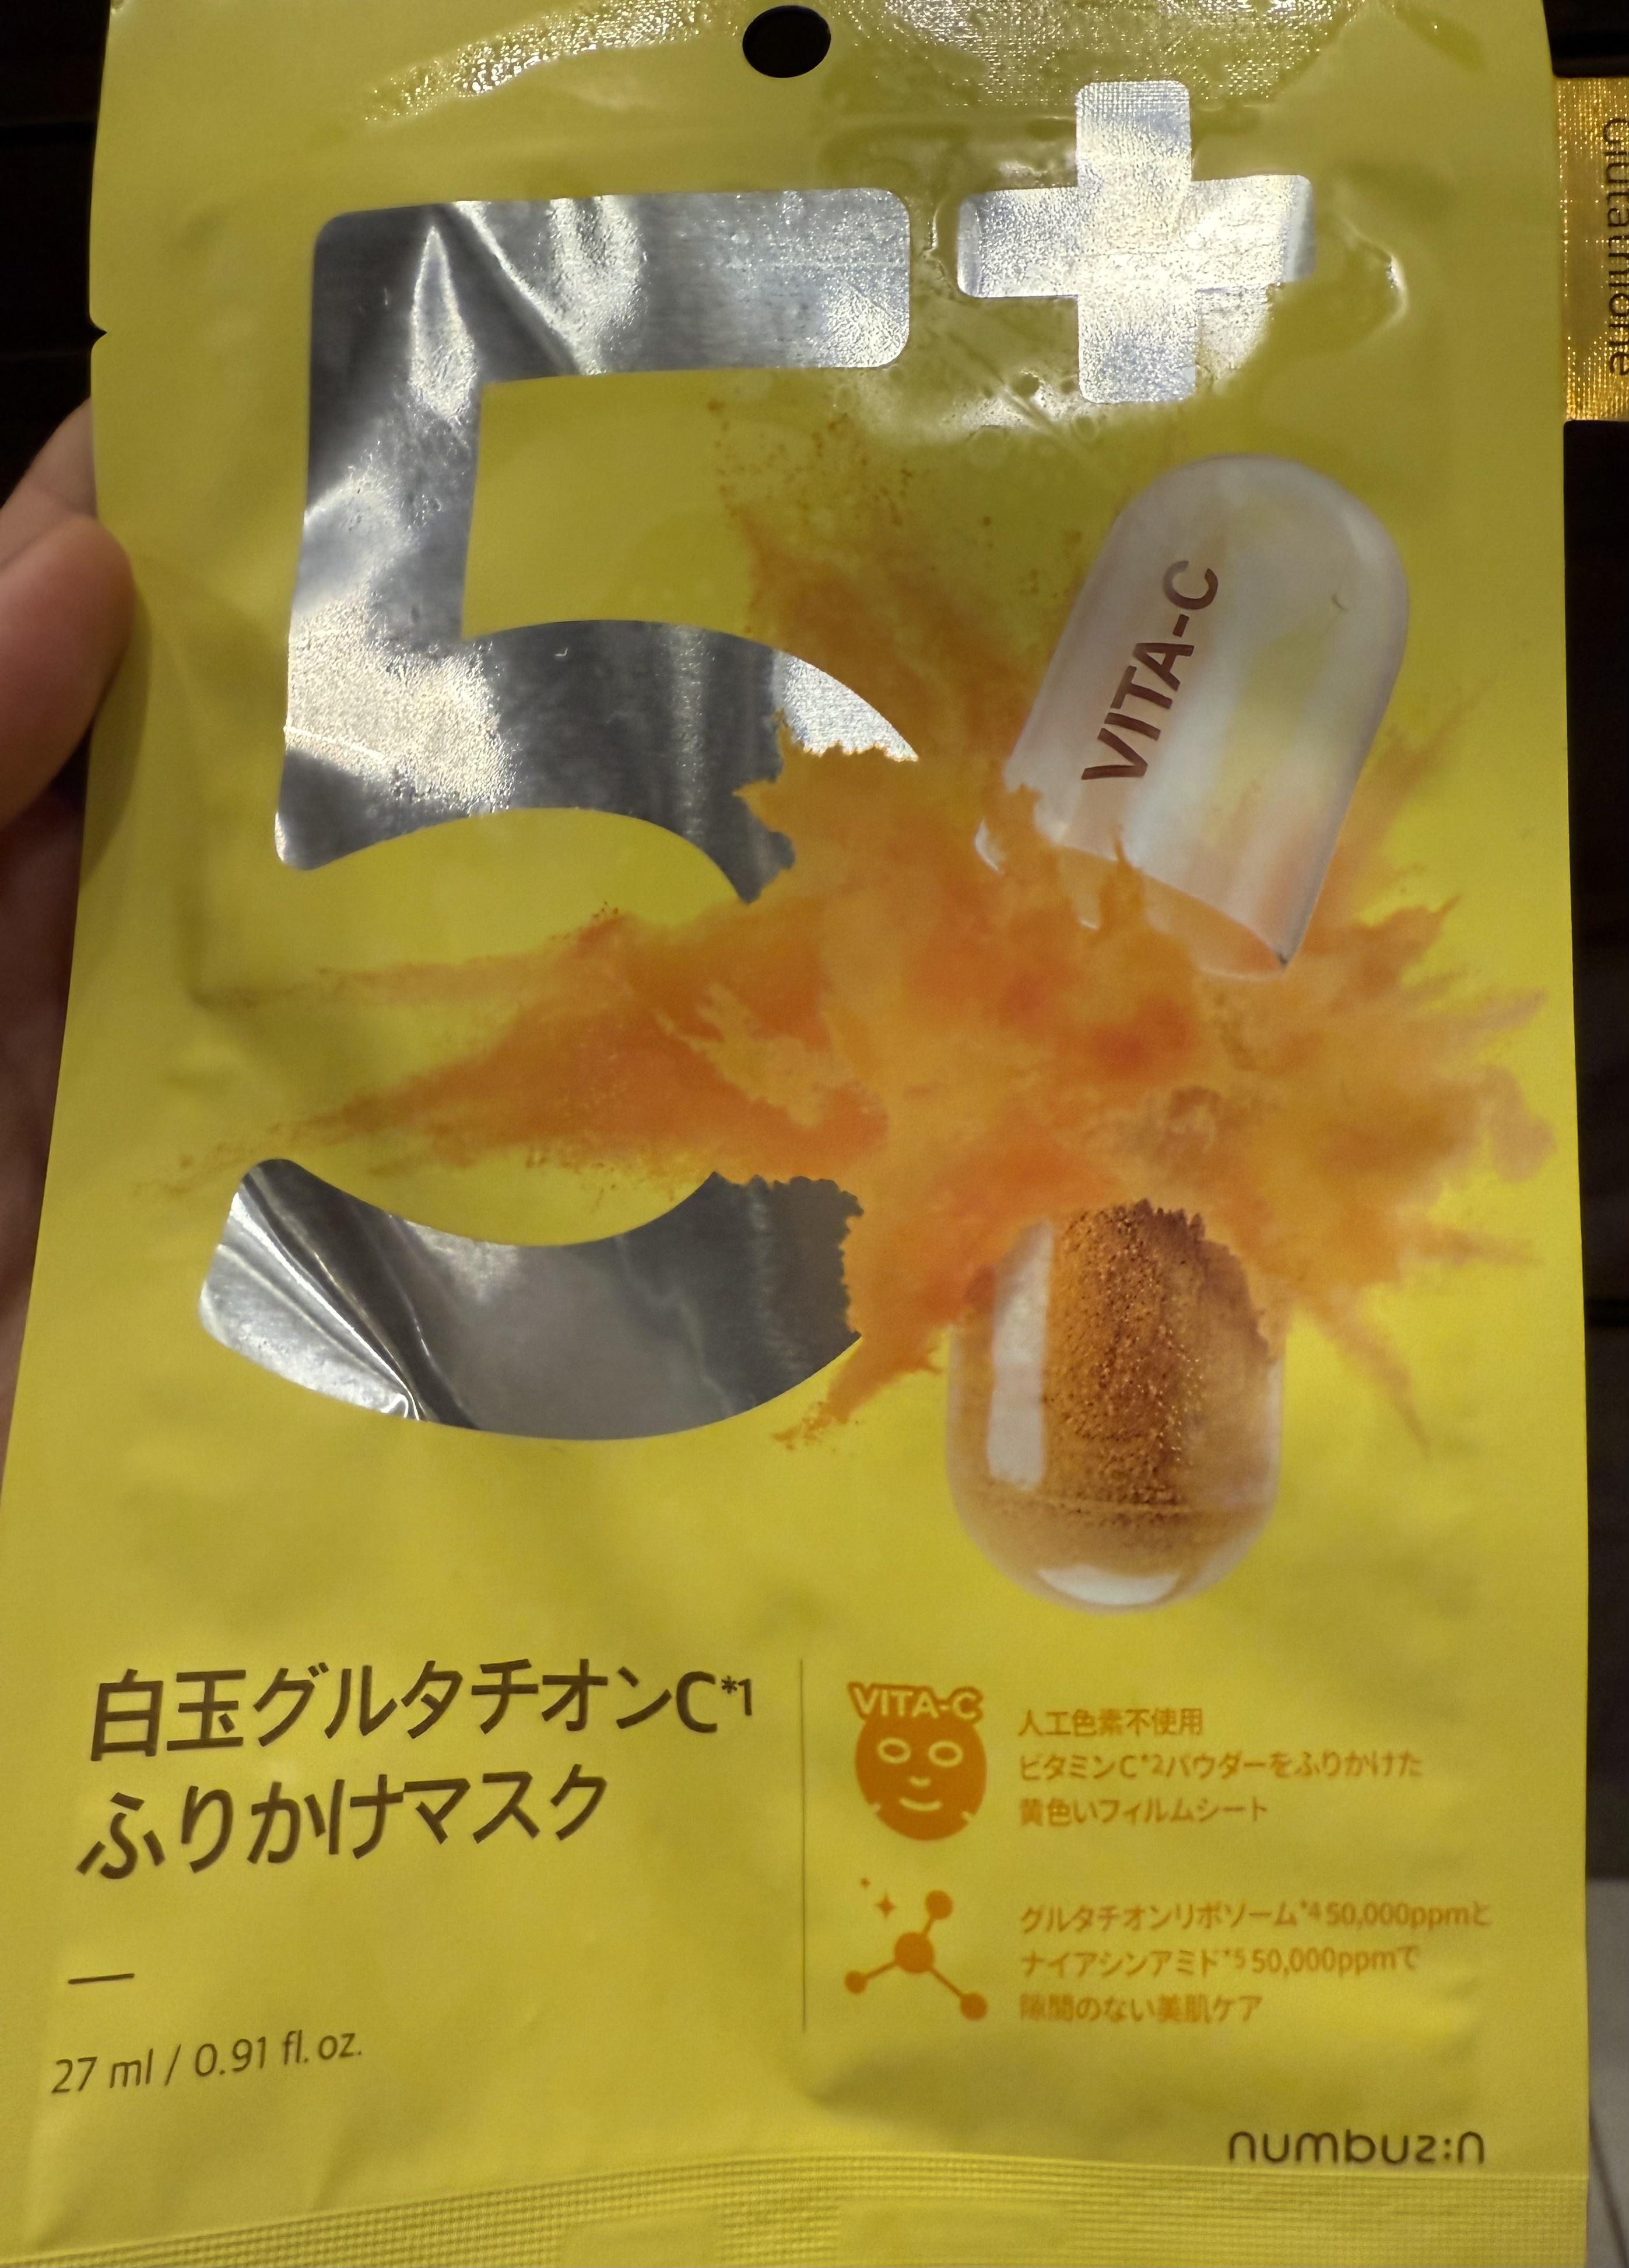 5+
VITA-C
白玉グルタチオンC*1
ふりかけマスク
27 ml / 0.91 fl. oz.
VITA-C
人工色素不使用
ビタミンC*2パウダーをふりかけた
黄色いフィルムシート
グルタチオンリポソーム*4 50,000ppmと
ナイアシンアミド*5 50,000ppmで
隙間のない美肌ケア
numbuz:n
Glutathione